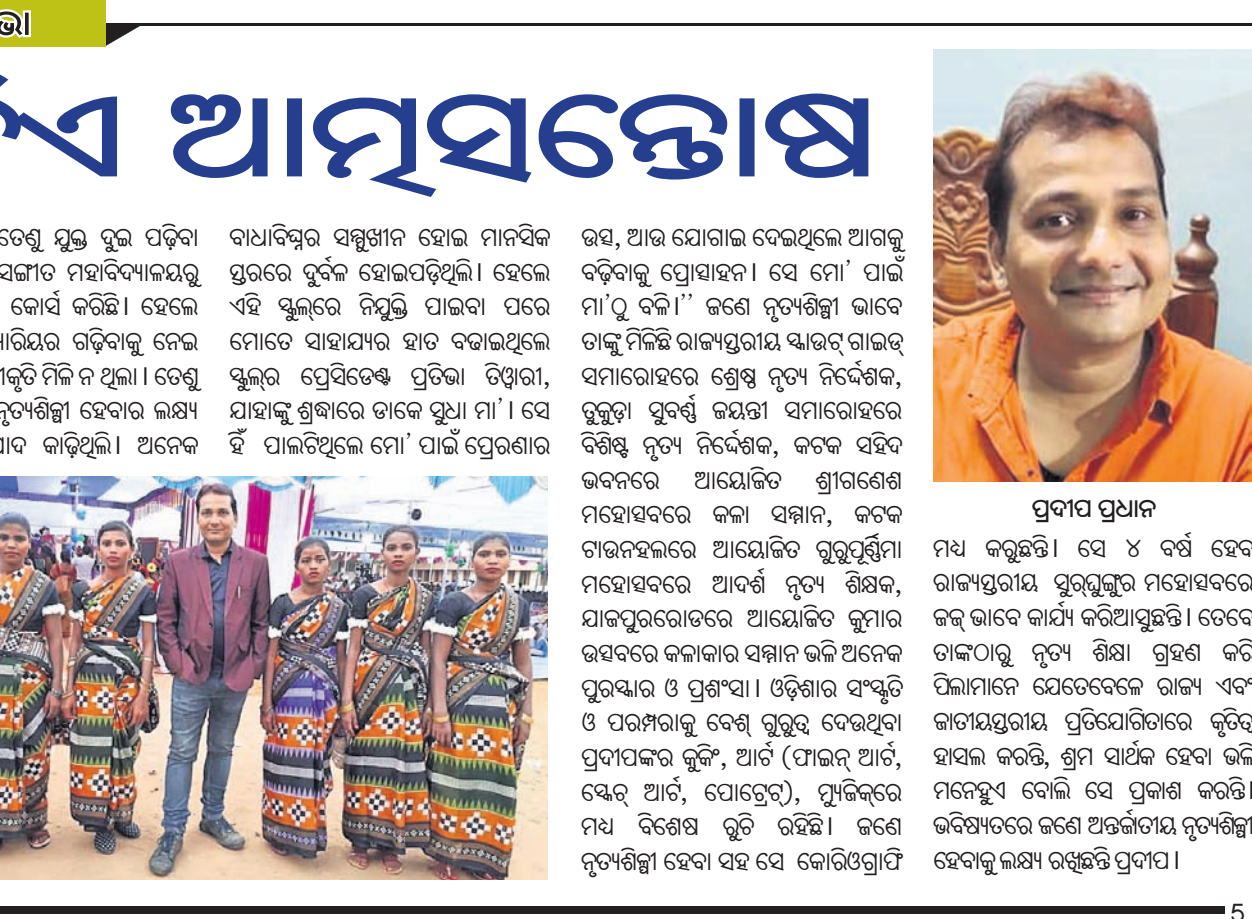 ଏ ଆତ୍ମସନ୍ତୋଷ
ତେଣୁ ଯୁକ୍ତ ଦୁଇ ପଢ଼ିବା
ସଙ୍ଗୀତ ମହାବିଦ୍ୟାଳୟରୁ
କୋର୍ସ କରିଛି। ହେଲେ
ଗଢ଼ିବାକୁ ନେଇ
ମିଳି ନ ଥିଲା। ତେଣୁ
ନୃତ୍ୟଶିଳ୍ପୀ ହେବାର ଲକ୍ଷ୍ୟ
କାଢ଼ିଥିଲି। ଅନେକ
ବାଧାବିଘ୍ନର ସମ୍ମୁଖୀନ ହୋଇ ମାନସିକ
ସ୍ତରରେ ଦୁର୍ବଳ ହୋଇପଡ଼ିଥିଲି। ହେଲେ
ଏହି ସ୍କୁଲ୍‌ରେ ନିଯୁକ୍ତି ପାଇବା ପରେ
ମୋତେ ସାହାଯ୍ୟର ହାତ ବଢାଇଥିଲେ
ସ୍କୁଲ୍‌ର ପ୍ରେସିଡେଣ୍ଟ ପ୍ରତିଭା ତିୱାରୀ,
ଯାହାଙ୍କୁ ଶ୍ରଦ୍ଧାରେ ଡାକେ ସୁଧା ମା’। ସେ
ହିଁ ପାଲଟିଥିଲେ ମୋ’ ପାଇଁ ପ୍ରେରଣାର
ଉତ୍ସ, ଆଉ ଯୋଗାଇ ଦେଇଥିଲେ ଆଗକୁ
ବଢ଼ିବାକୁ ପ୍ରୋତ୍ସାହନ। ସେ ମୋ’ ପାଇଁ
ମା’ଠୁ ବଳି।’’ ଜଣେ ନୃତ୍ୟଶିଳ୍ପୀ ଭାବେ
ତାଙ୍କୁ ମିଳିଛି ରାଜ୍ୟସ୍ତରୀୟ ସ୍କାଉଟ୍ ଗାଇଡ୍
ସମାରୋହରେ ଶ୍ରେଷ୍ଠ ନୃତ୍ୟ ନିର୍ଦ୍ଦେଶକ,
ତୁକୁଡ଼ା ସୁବର୍ଣ୍ଣ ଜୟନ୍ତୀ ସମାରୋହରେ
ବିଶିଷ୍ଟ ନୃତ୍ୟ ନିର୍ଦ୍ଦେଶକ, କଟକ ସହିଦ
ଭବନରେ ଆୟୋଜିତ ଶ୍ରୀଗଣେଶ
ମହୋତ୍ସବରେ କଳା ସମ୍ମାନ, କଟକ
ଟାଉନହଲରେ ଆୟୋଜିତ ଗୁରୁପୂର୍ଣ୍ଣିମା
ମହୋତ୍ସବରେ ଆଦର୍ଶ ନୃତ୍ୟ ଶିକ୍ଷକ,
ଯାଜପୁରରୋଡରେ ଆୟୋଜିତ କୁମାର
ଉତ୍ସବରେ କଳାକାର ସମ୍ମାନ ଭଳି ଅନେକ
ପୁରସ୍କାର ଓ ପ୍ରଶଂସା। ଓଡ଼ିଶାର ସଂସ୍କୃତି
ଓ ପରମ୍ପରାକୁ ବେଶ୍ ଗୁରୁତ୍ୱ ଦେଉଥିବା
ପ୍ରଦୀପଙ୍କର କୁକିଂ, ଆର୍ଟ (ଫାଇନ୍ ଆର୍ଟ,
ସ୍କେଚ୍ ଆର୍ଟ, ପୋଟ୍ରେଟ୍), ମ୍ୟୁଜିକ୍‌ରେ
ମଧ୍ୟ ବିଶେଷ ରୁଚି ରହିଛି। ଜଣେ
ନୃତ୍ୟଶିଳ୍ପୀ ହେବା ସହ ସେ କୋରିଓଗ୍ରାଫି
ପ୍ରଦୀପ ପ୍ରଧାନ
ମଧ୍ୟ କରୁଛନ୍ତି। ସେ ୪ ବର୍ଷ ହେବ
ରାଜ୍ୟସ୍ତରୀୟ ସୁର୍‌ଘୁଙ୍ଗୁର ମହୋତ୍ସବରେ
ଜଜ୍ ଭାବେ କାର୍ଯ୍ୟ କରିଆସୁଛନ୍ତି। ତେବେ
ତାଙ୍କଠାରୁ ନୃତ୍ୟ ଶିକ୍ଷା ଗ୍ରହଣ କରି
ପିଲାମାନେ ଯେତେବେଳେ ରାଜ୍ୟ ଏବଂ
ଜାତୀୟସ୍ତରୀୟ ପ୍ରତିଯୋଗିତାରେ କୃତିତ୍ୱ
ହାସଲ କରନ୍ତି, ଶ୍ରମ ସାର୍ଥକ ହେବା ଭଳି
ମନେହୁଏ ବୋଲି ସେ ପ୍ରକାଶ କରନ୍ତି।
ଭବିଷ୍ୟତରେ ଜଣେ ଅନ୍ତର୍ଜାତୀୟ ନୃତ୍ୟଶିଳ୍ପୀ
ହେବାକୁ ଲକ୍ଷ୍ୟ ରଖିଛନ୍ତି ପ୍ରଦୀପ।
5